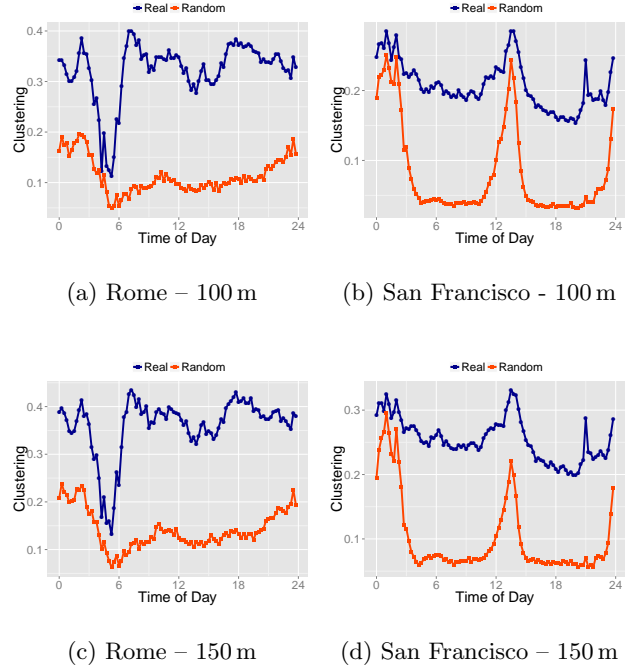 Real Random
Clustering
0.4
0.3
0.2
0.1
0 6 12 18 24
Time of Day
(a) Rome – 100 m
Real Random
Clustering
0.2
0.1
0 6 12 18 24
Time of Day
(b) San Francisco - 100 m
Real Random
Clustering
0.4
0.3
0.2
0.1
0 6 12 18 24
Time of Day
(c) Rome – 150 m
Real Random
Clustering
0.3
0.2
0.1
0 6 12 18 24
Time of Day
(d) San Francisco – 150 m